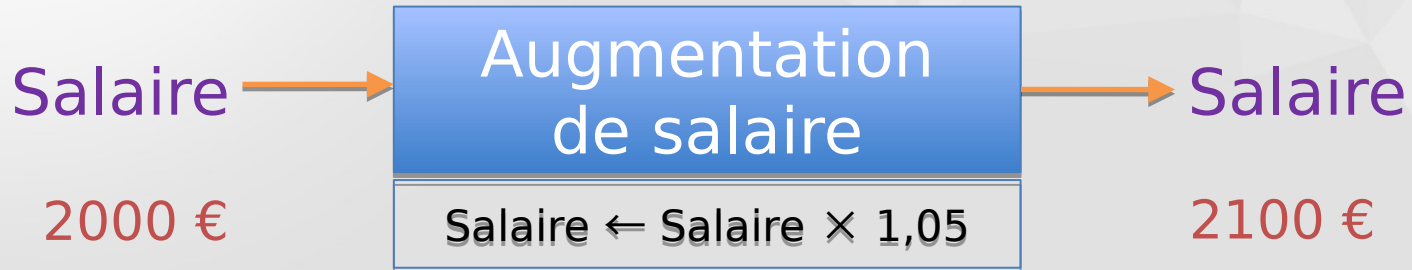 Salaire
Augmentation
de salaire
Salaire
2000 €
Salaire ← Salaire × 1,05
2100 €